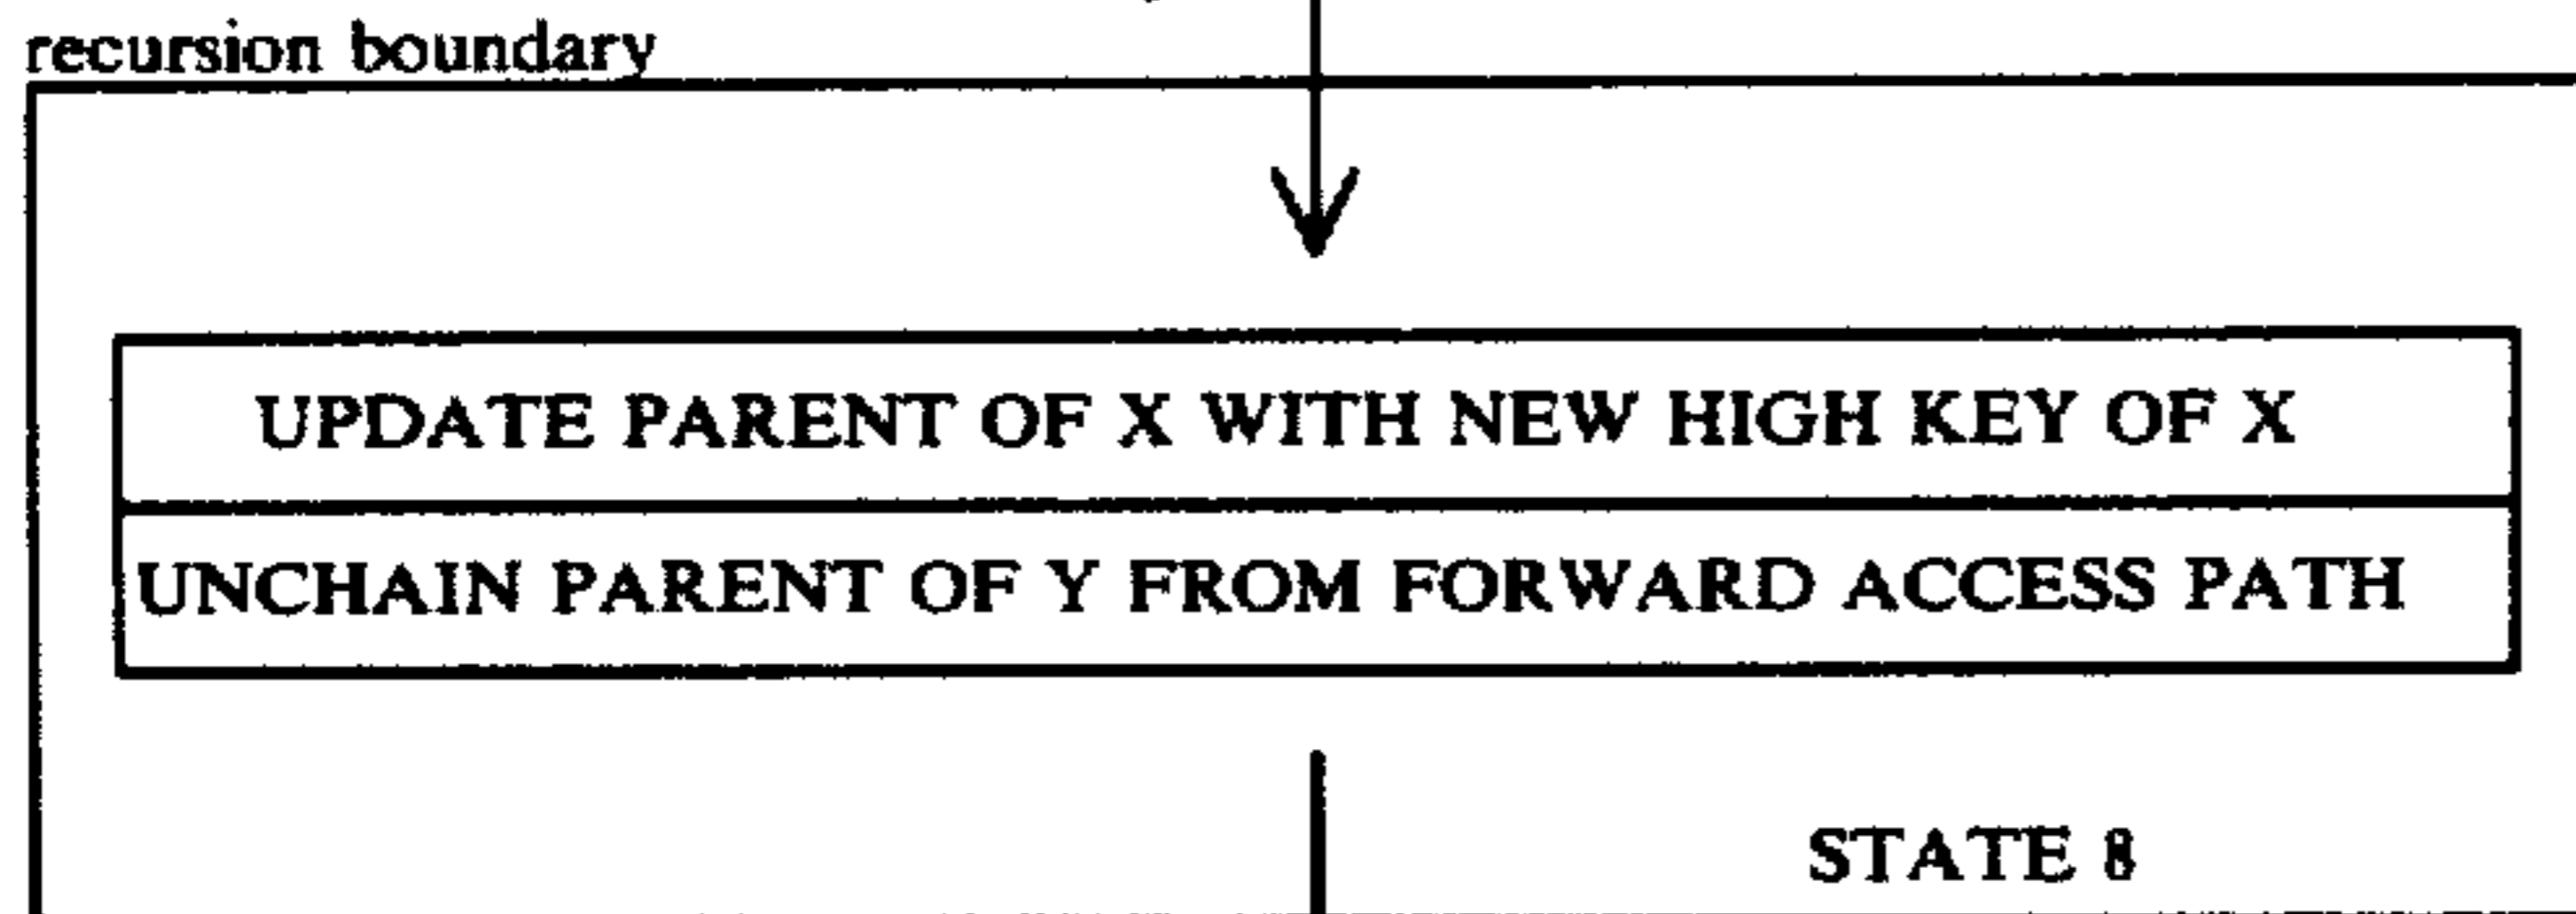 recursion boundary
UPDATE PARENT OF X WITH NEW HIGH KEY OF X
UNCHAIN PARENT OF Y FROM FORWARD ACCESS PATH
STATE 8